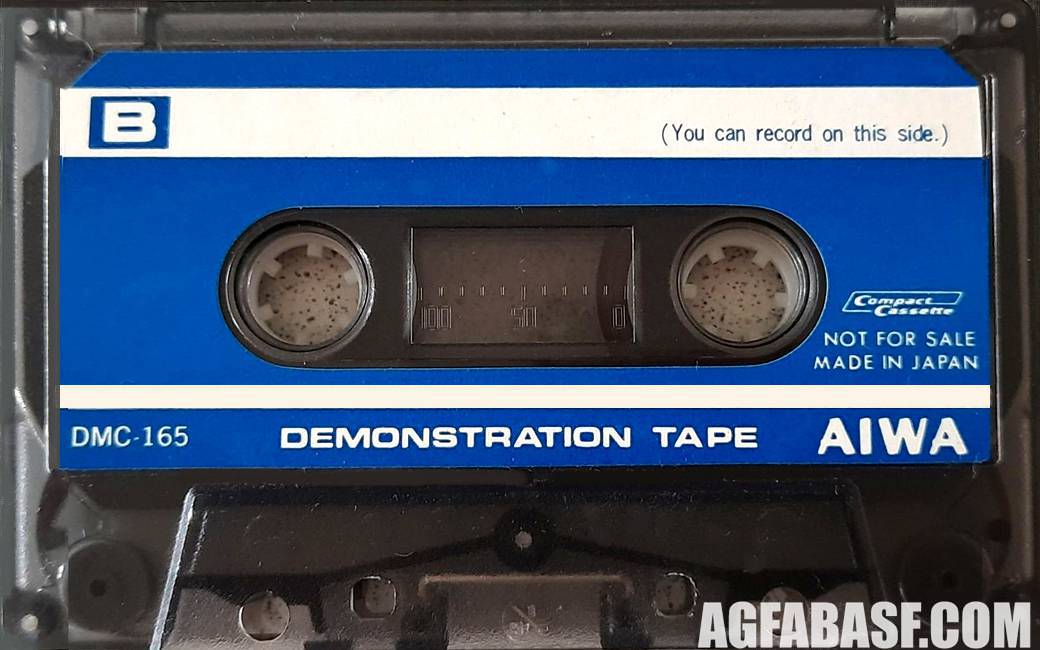 B
(You can record on this side.)
100 50 0
Compact
Cassette
NOT FOR SALE
MADE IN JAPAN
DMC-165 DEMONSTRATION TAPE AIWA
AGFABASF.COM